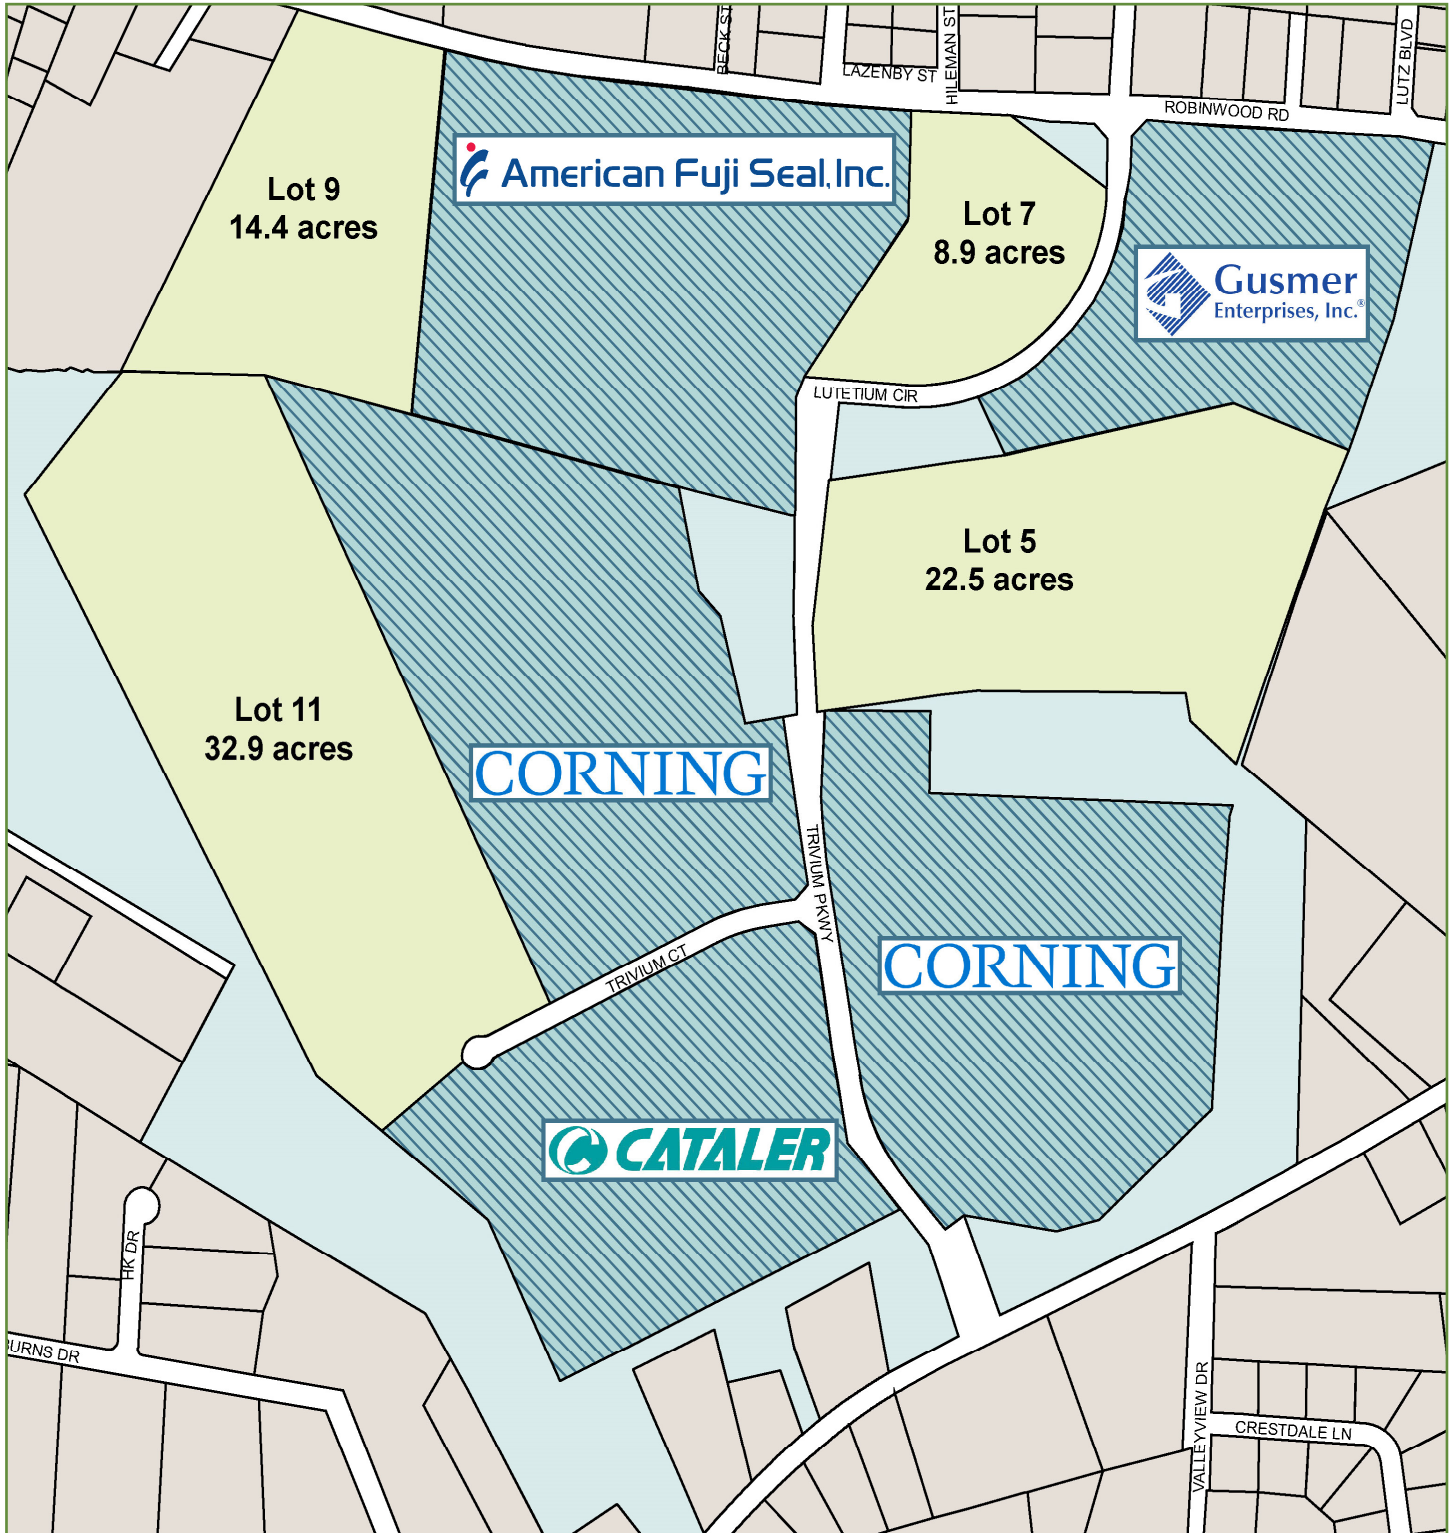 BECK ST
LAZENBY ST
HILEMAN ST
LUTZ BLVD
ROBINWOOD RD
American Fuji Seal, Inc.
Lot 9
14.4 acres
Lot 7
8.9 acres
Gusmer
Enterprises, Inc.®
LUTETIUM CIR
Lot 5
22.5 acres
Lot 11
32.9 acres
CORNING
TRIVIUM PKWY
CORNING
TRIVIUM CT
CATALER
HK DR
BURNS DR
VALLEYVIEW DR
CRESTDALE LN